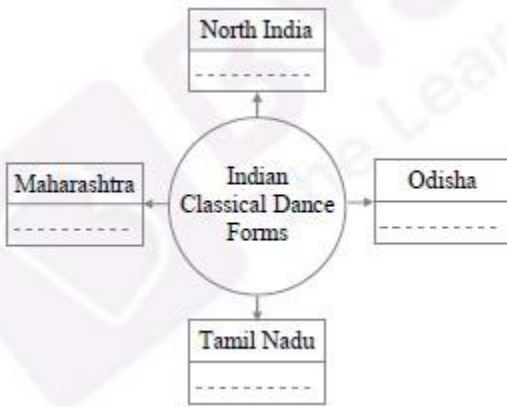 North India
----------
Maharashtra
----------
Indian
Classical Dance
Forms
Odisha
----------
Tamil Nadu
----------